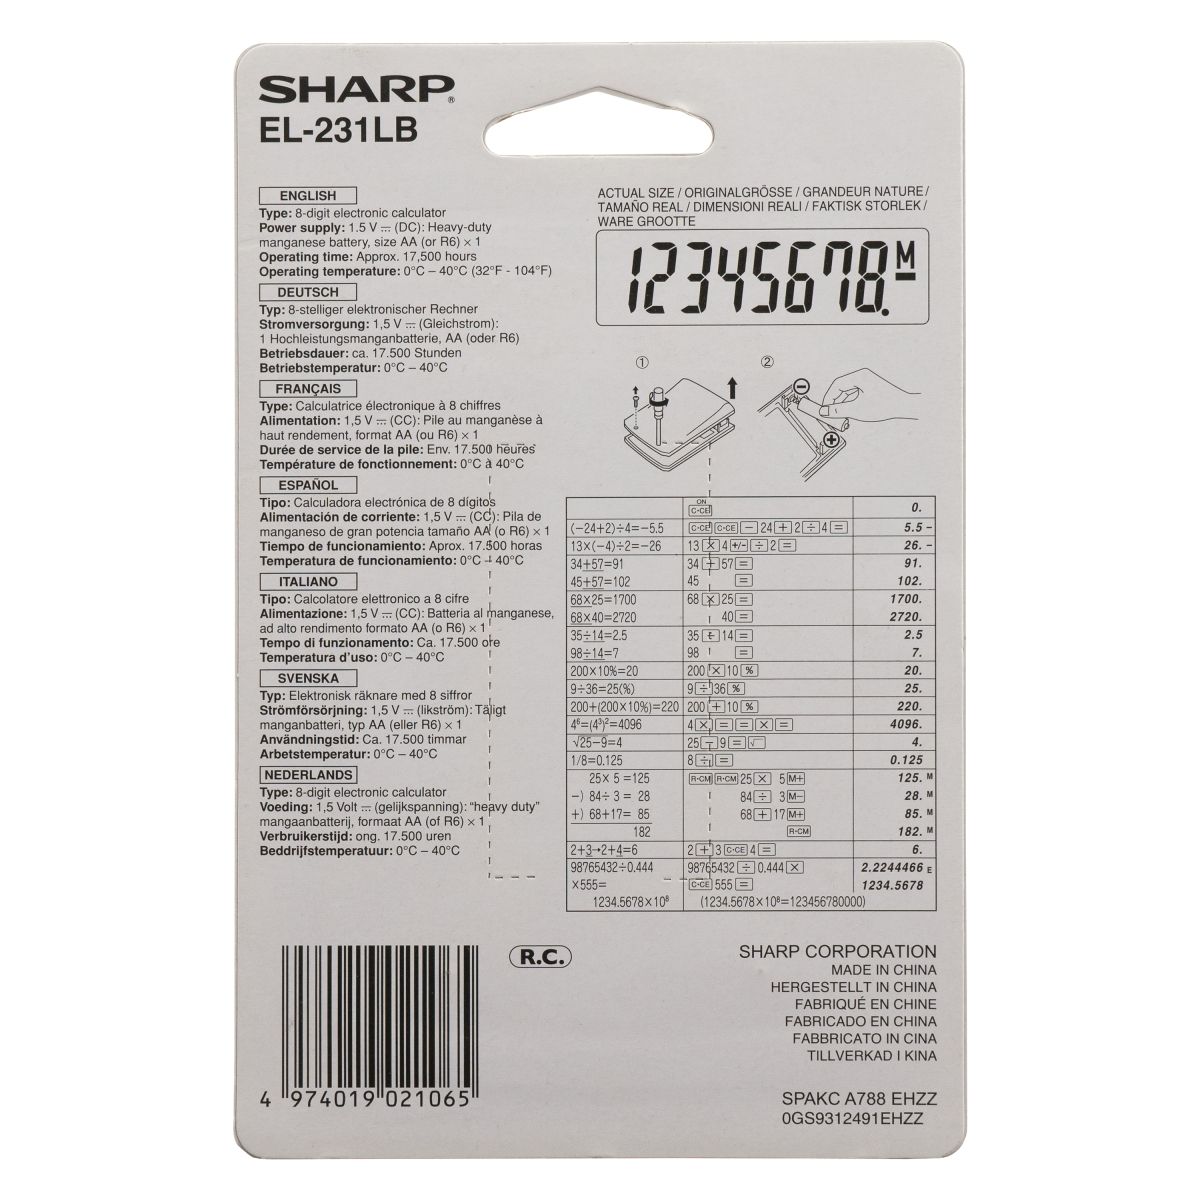 SHARP®
EL-231LB
ENGLISH
Type: 8-digit electronic calculator
Power supply: 1.5 V ⎓ (DC): Heavy-duty
manganese battery, size AA (or R6) × 1
Operating time: Approx. 17,500 hours
Operating temperature: 0°C – 40°C (32°F - 104°F)
DEUTSCH
Typ: 8-stelliger elektronischer Rechner
Stromversorgung: 1,5 V ⎓ (Gleichstrom):
1 Hochleistungsmanganbatterie, AA (oder R6)
Betriebsdauer: ca. 17.500 Stunden
Betriebstemperatur: 0°C – 40°C
FRANÇAIS
Type: Calculatrice électronique à 8 chiffres
Alimentation: 1,5 V ⎓ (CC): Pile au manganèse à
haut rendement, format AA (ou R6) × 1
Durée de service de la pile: Env. 17.500 heures
Température de fonctionnement: 0°C à 40°C
ESPAÑOL
Tipo: Calculadora electrónica de 8 dígitos
Alimentación de corriente: 1,5 V ⎓ (CC): Pila de
manganeso de gran potencia tamaño AA (o R6) × 1
Tiempo de funcionamiento: Aprox. 17.500 horas
Temperatura de funcionamiento: 0°C – 40°C
ITALIANO
Tipo: Calcolatore elettronico a 8 cifre
Alimentazione: 1,5 V ⎓ (CC): Batteria al manganese,
ad alto rendimento formato AA (o R6) × 1
Tempo di funzionamento: Ca. 17.500 ore
Temperatura d'uso: 0°C – 40°C
SVENSKA
Typ: Elektronisk räknare med 8 siffror
Strömförsörjning: 1,5 V ⎓ (likström): Tåligt
manganbatteri, typ AA (eller R6) × 1
Användningstid: Ca. 17.500 timmar
Arbetstemperatur: 0°C – 40°C
NEDERLANDS
Type: 8-digit electronic calculator
Voeding: 1,5 Volt ⎓ (gelijkspanning): "heavy duty"
mangaanbatterij, formaat AA (of R6) × 1
Verbruikerstijd: ong. 17.500 uren
Beddrijfstemperatuur: 0°C – 40°C
ACTUAL SIZE / ORIGINALGRÖSSE / GRANDEUR NATURE/
TAMAÑO REAL / DIMENSIONI REALI / FAKTISK STORLEK /
WARE GROOTTE
12345678. M
① ②
− +
ON
C·CE 0.
(−24+2)÷4=−5.5 C·CE C·CE − 24 + 2 ÷ 4 = 5.5 −
13×(−4)÷2=−26 13 × 4 +/− ÷ 2 = 26. −
34+57=91 34 + 57 = 91.
45+57=102 45 = 102.
68×25=1700 68 × 25 = 1700.
68×40=2720 40 = 2720.
35÷14=2.5 35 ÷ 14 = 2.5
98÷14=7 98 = 7.
200×10%=20 200 × 10 % 20.
9÷36=25(%) 9 ÷ 36 % 25.
200+(200×10%)=220 200 + 10 % 220.
4⁶=(4³)²=4096 4 × = = × = 4096.
√25−9=4 25 − 9 = √ 4.
1/8=0.125 8 ÷ = 0.125
25× 5 =125 R·CM R·CM 25 × 5 M+ 125. M
−) 84÷ 3 = 28 84 ÷ 3 M− 28. M
+) 68+17= 85 68 + 17 M+ 85. M
182 R·CM 182. M
2+3→2+4=6 2 + 3 C·CE 4 = 6.
98765432÷0.444 98765432 ÷ 0.444 × 2.2244466 E
×555= C·CE 555 = 1234.5678
1234.5678×10⁸ (1234.5678×10⁸=123456780000)
R.C.
4 974019 021065
SHARP CORPORATION
MADE IN CHINA
HERGESTELLT IN CHINA
FABRIQUÉ EN CHINE
FABRICADO EN CHINA
FABBRICATO IN CINA
TILLVERKAD I KINA
SPAKC A788 EHZZ
0GS9312491EHZZ